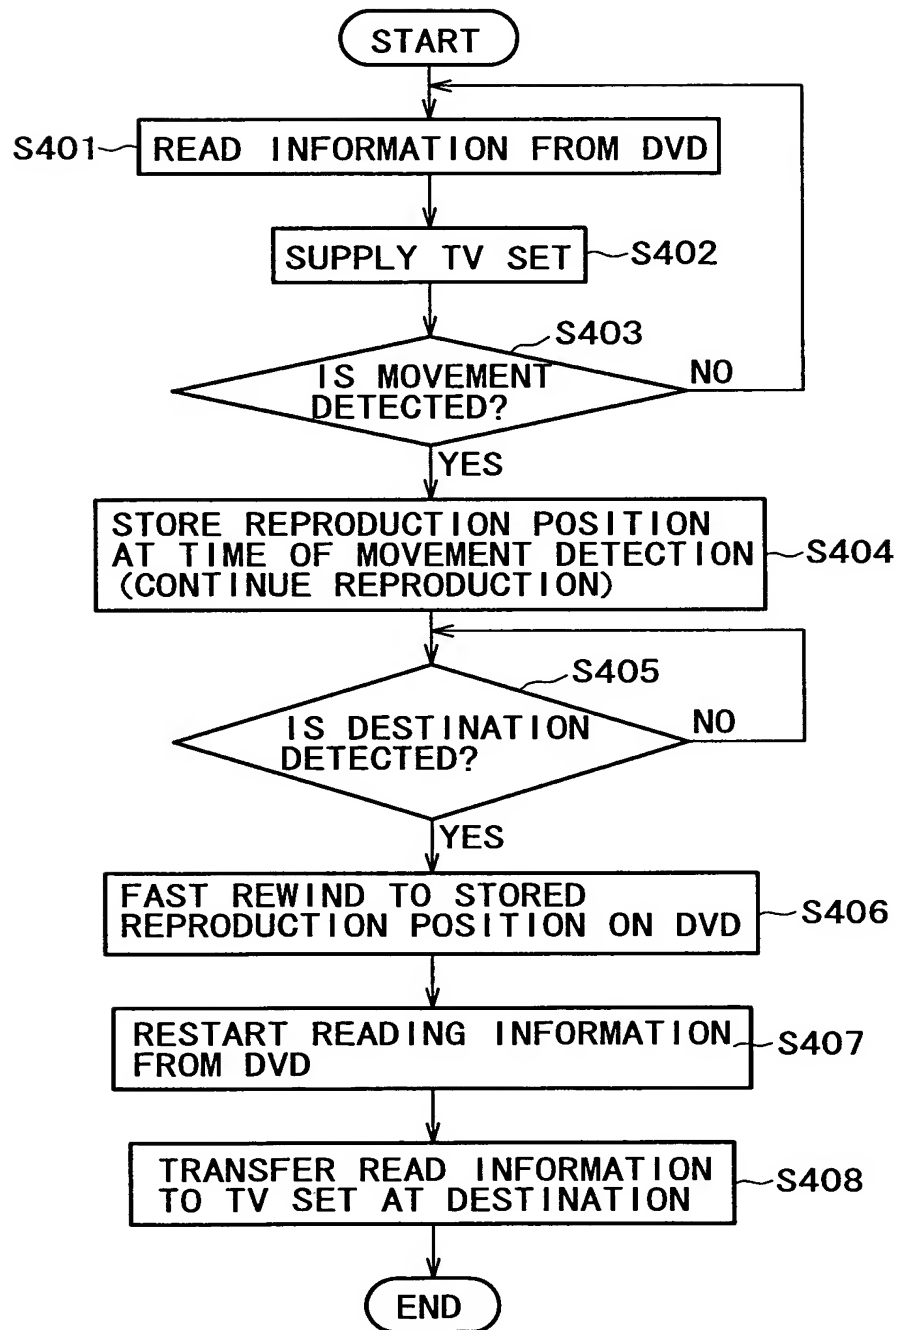 START
S401
READ INFORMATION FROM DVD
SUPPLY TV SET
S402
S403
IS MOVEMENT
DETECTED?
NO
YES
STORE REPRODUCTION POSITION
AT TIME OF MOVEMENT DETECTION
(CONTINUE REPRODUCTION)
S404
S405
IS DESTINATION
DETECTED?
NO
YES
FAST REWIND TO STORED
REPRODUCTION POSITION ON DVD
S406
RESTART READING INFORMATION
FROM DVD
S407
TRANSFER READ INFORMATION
TO TV SET AT DESTINATION
S408
END